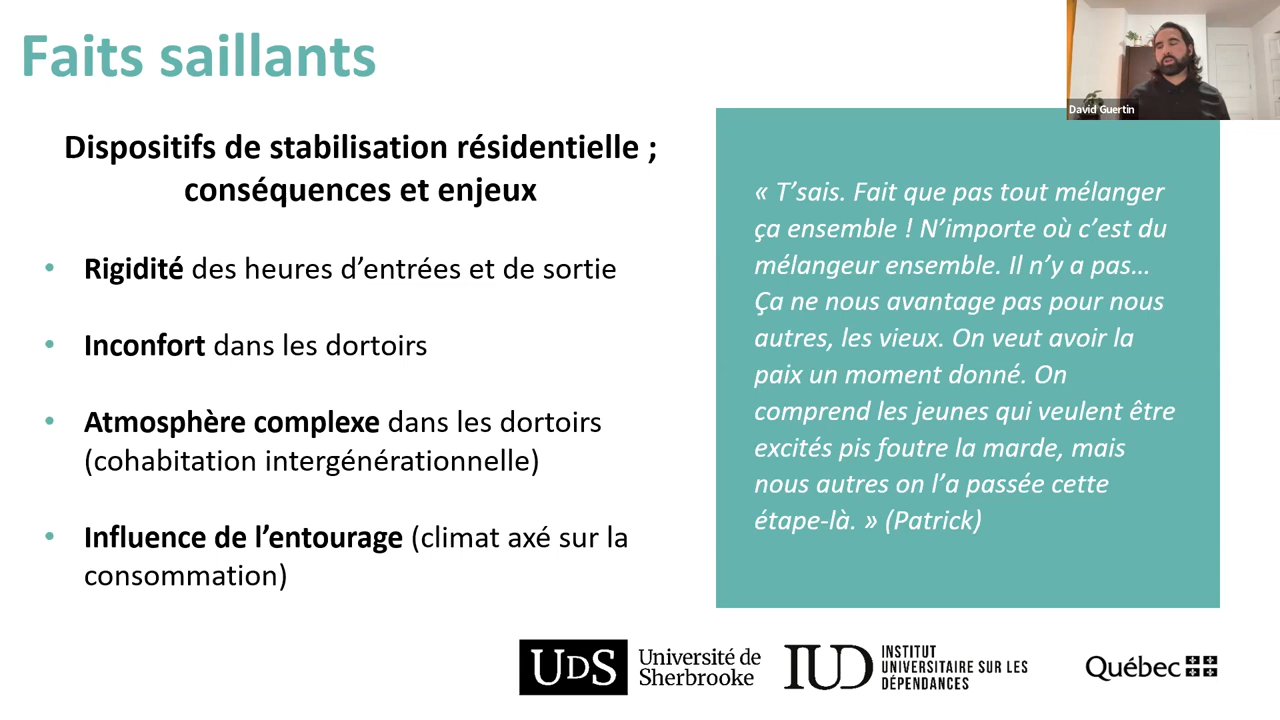 Faits saillants
David Guertin
Dispositifs de stabilisation résidentielle ;
conséquences et enjeux
• Rigidité des heures d’entrées et de sortie
• Inconfort dans les dortoirs
• Atmosphère complexe dans les dortoirs
(cohabitation intergénérationnelle)
• Influence de l’entourage (climat axé sur la
consommation)
« T’sais. Fait que pas tout mélanger
ça ensemble ! N’importe où c’est du
mélangeur ensemble. Il n’y a pas…
Ça ne nous avantage pas pour nous
autres, les vieux. On veut avoir la
paix un moment donné. On
comprend les jeunes qui veulent être
excités pis foutre la marde, mais
nous autres on l’a passée cette
étape-là. » (Patrick)
UDS
Université de
Sherbrooke
IUD
INSTITUT
UNIVERSITAIRE SUR LES
DÉPENDANCES
Québec